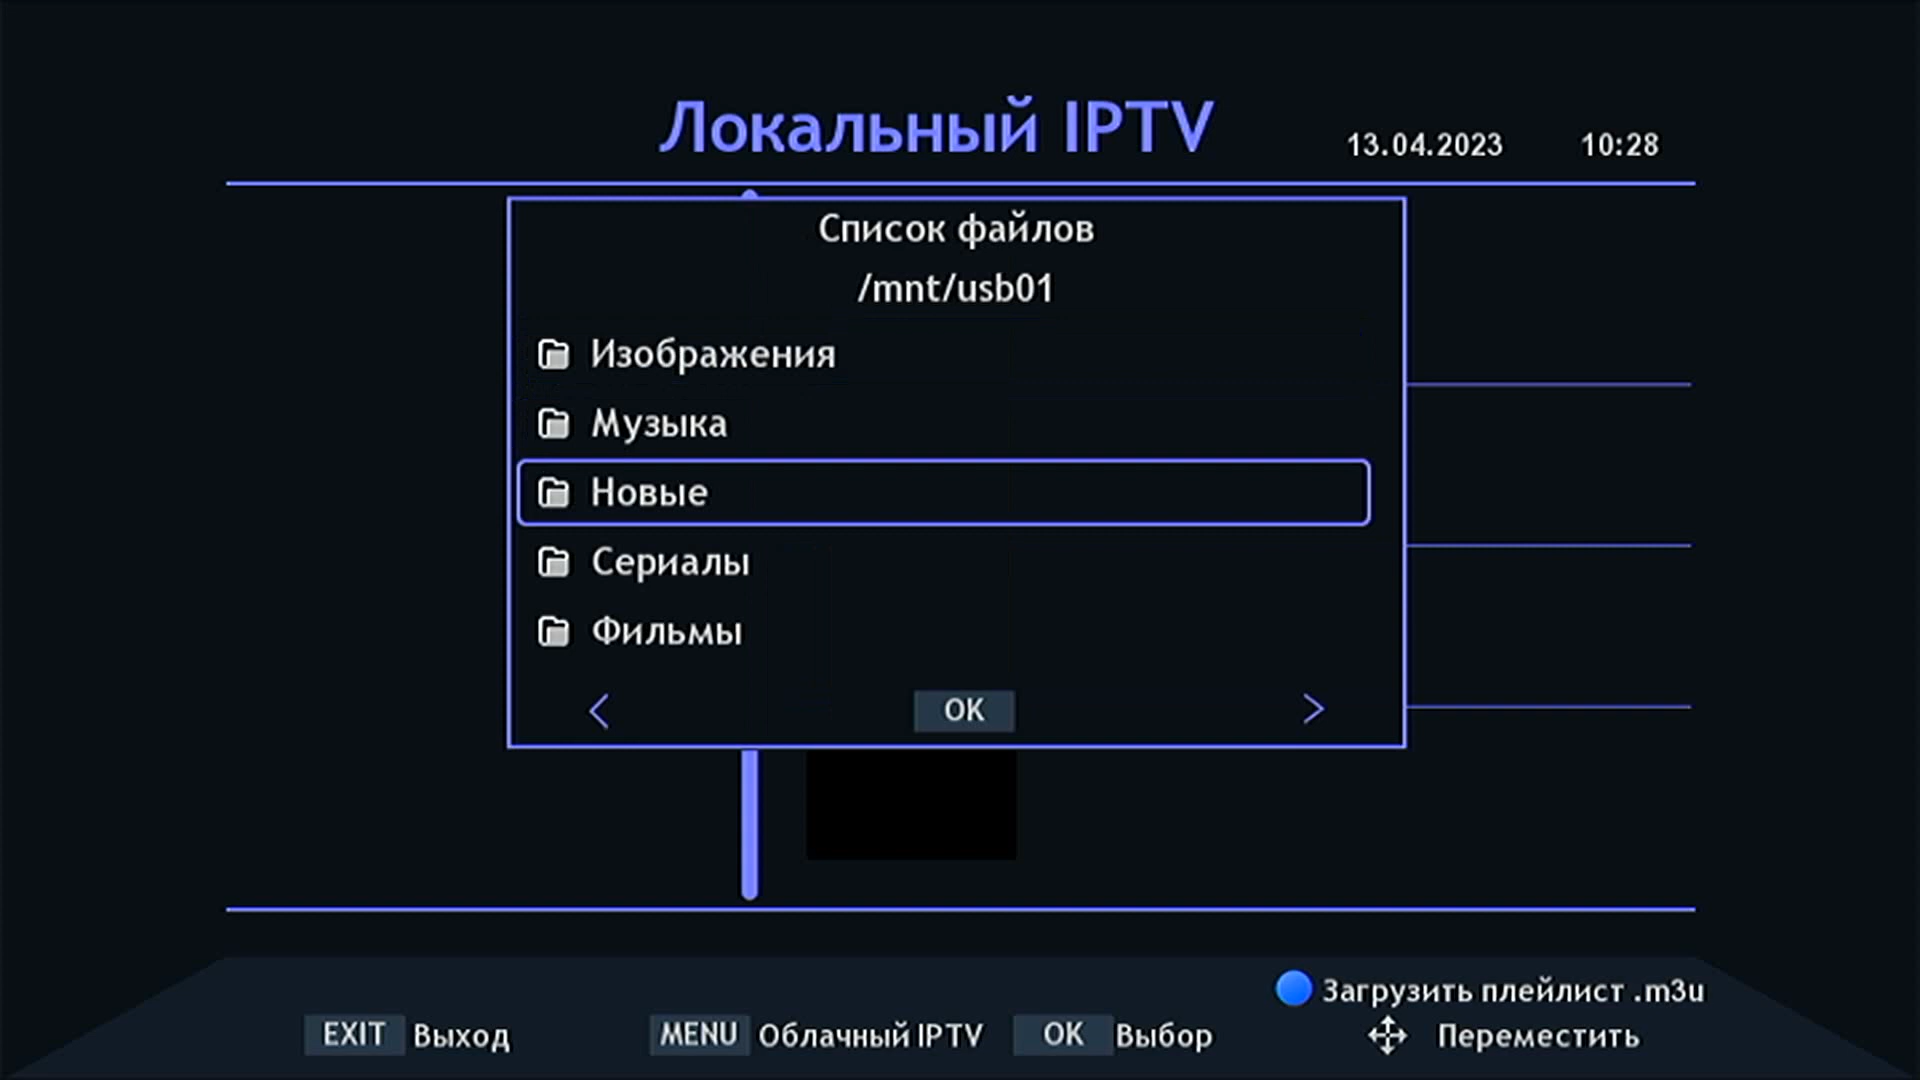 Локальный IPTV
13.04.2023 10:28
Список файлов
/mnt/usb01
Изображения
Музыка
Новые
Сериалы
Фильмы
< OK >
Загрузить плейлист .m3u
EXIT Выход MENU Облачный IPTV OK Выбор Переместить